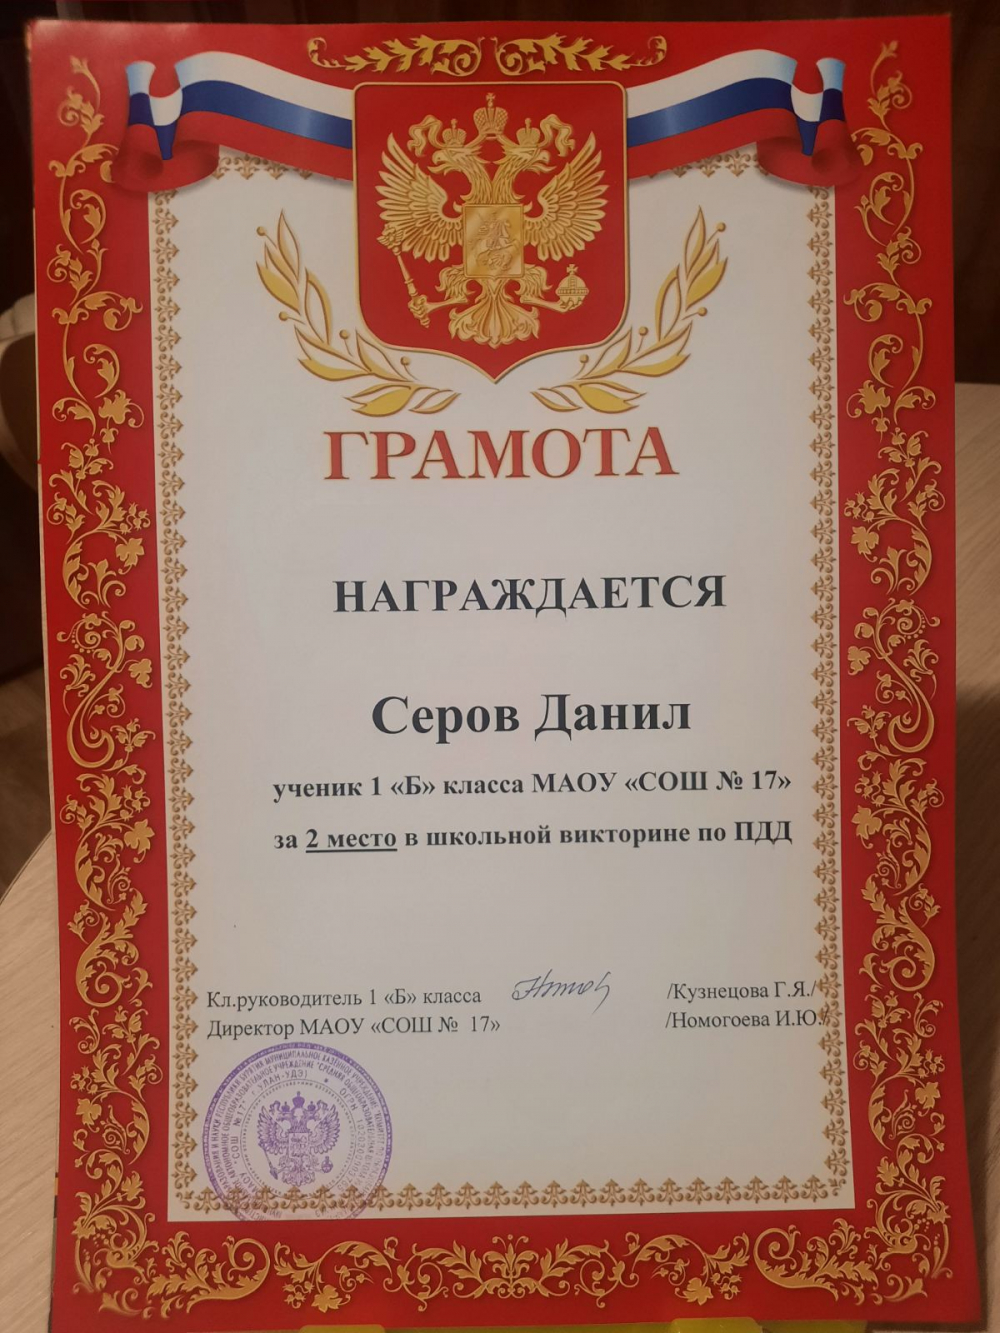 ГРАМОТА
НАГРАЖДАЕТСЯ
Серов Данил
ученик 1 «Б» класса МАОУ «СОШ № 17»
за 2 место в школьной викторине по ПДД
Кл.руководитель 1 «Б» класса /Кузнецова Г.Я./
Директор МАОУ «СОШ № 17» /Номогоева И.Ю./